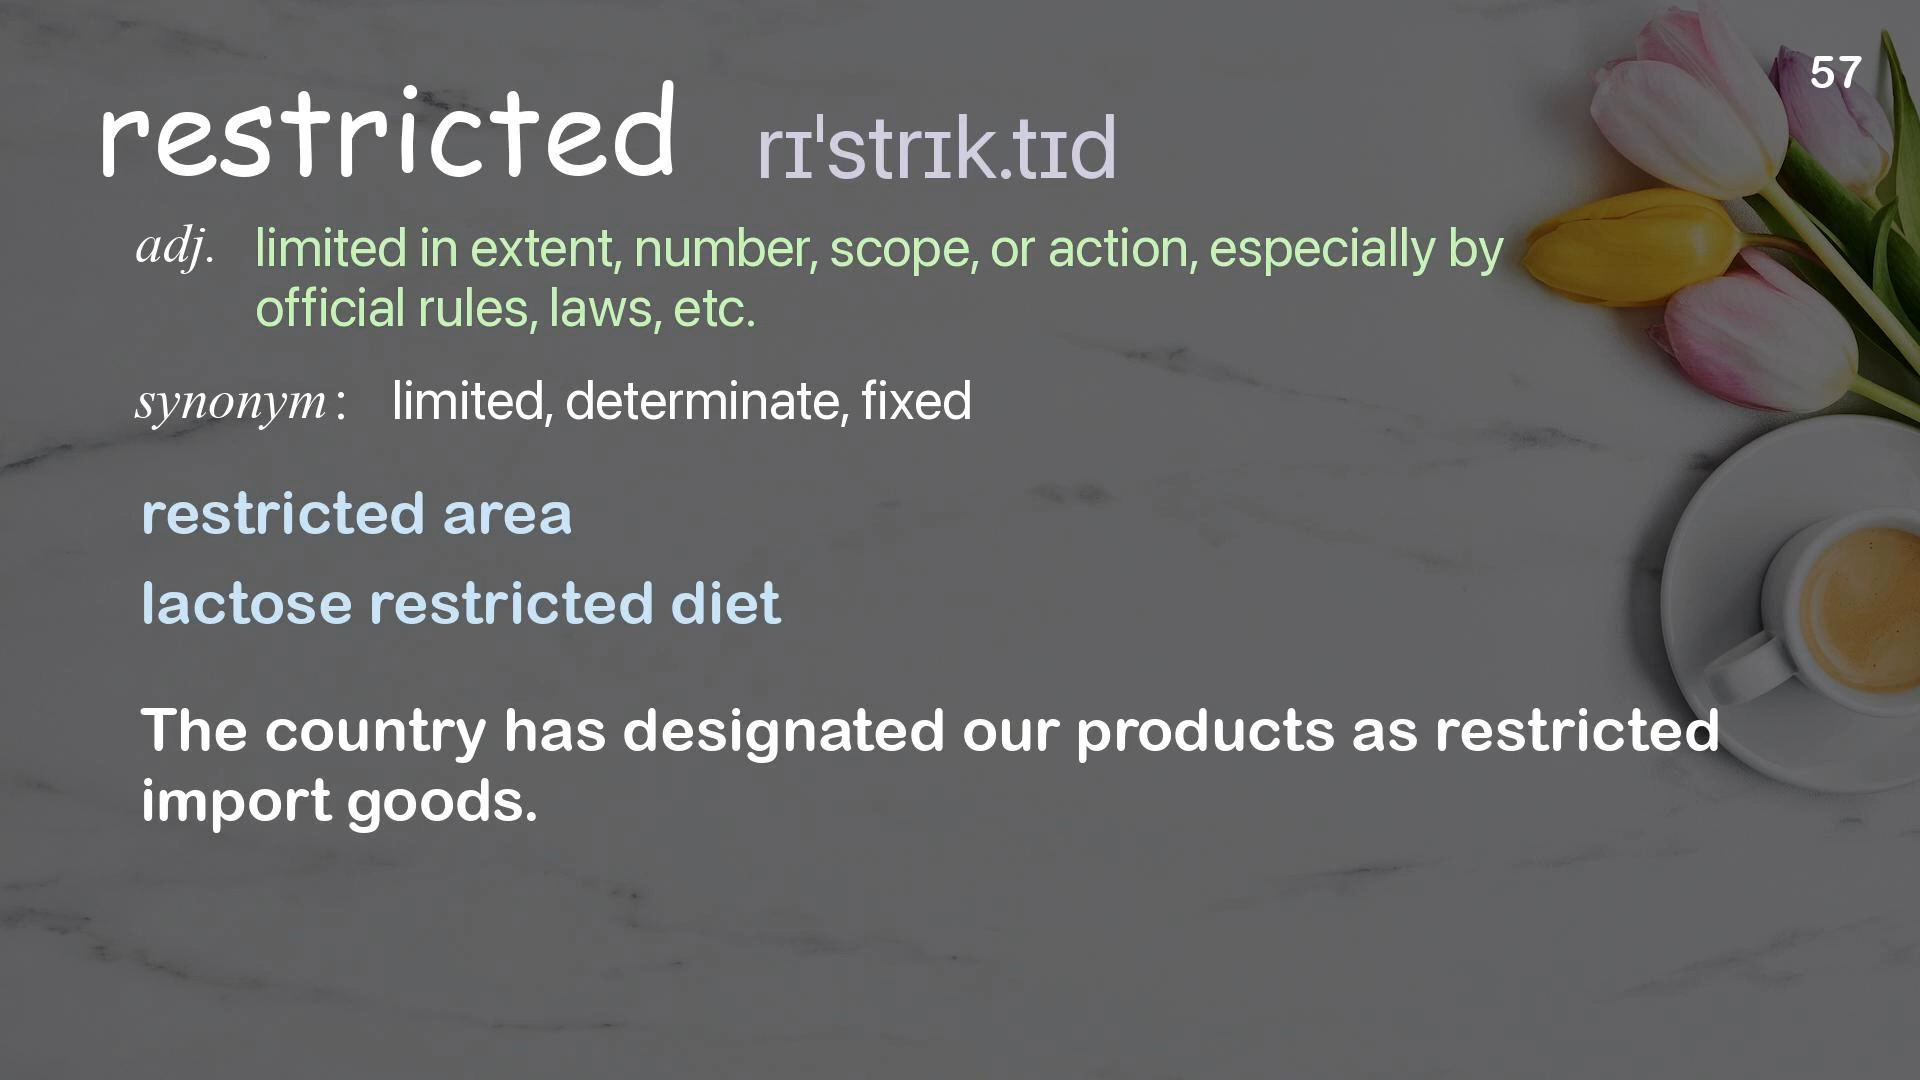 57
restricted rɪˈstrɪk.tɪd
adj. limited in extent, number, scope, or action, especially by
official rules, laws, etc.
synonym: limited, determinate, fixed
restricted area
lactose restricted diet
The country has designated our products as restricted
import goods.